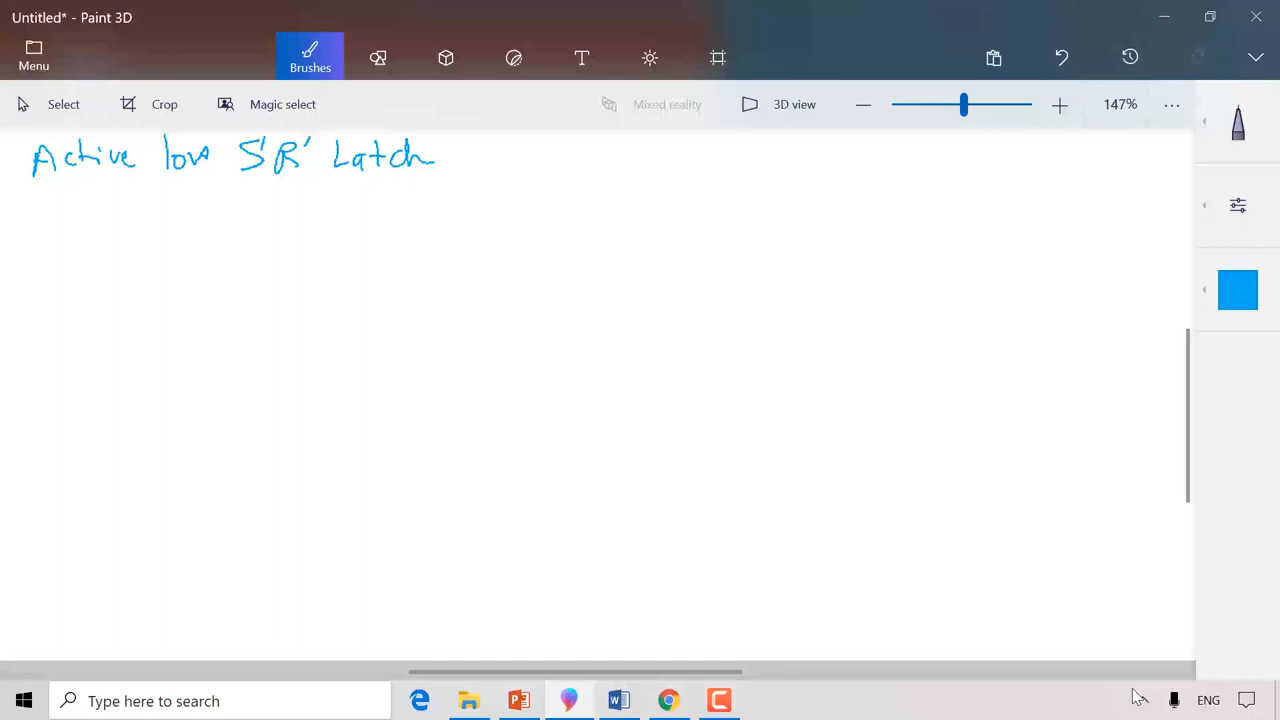 Untitled* - Paint 3D
Menu
Brushes
Select Crop Magic select Mixed reality 3D view 147%
Active low S'R' Latch
Type here to search
ENG